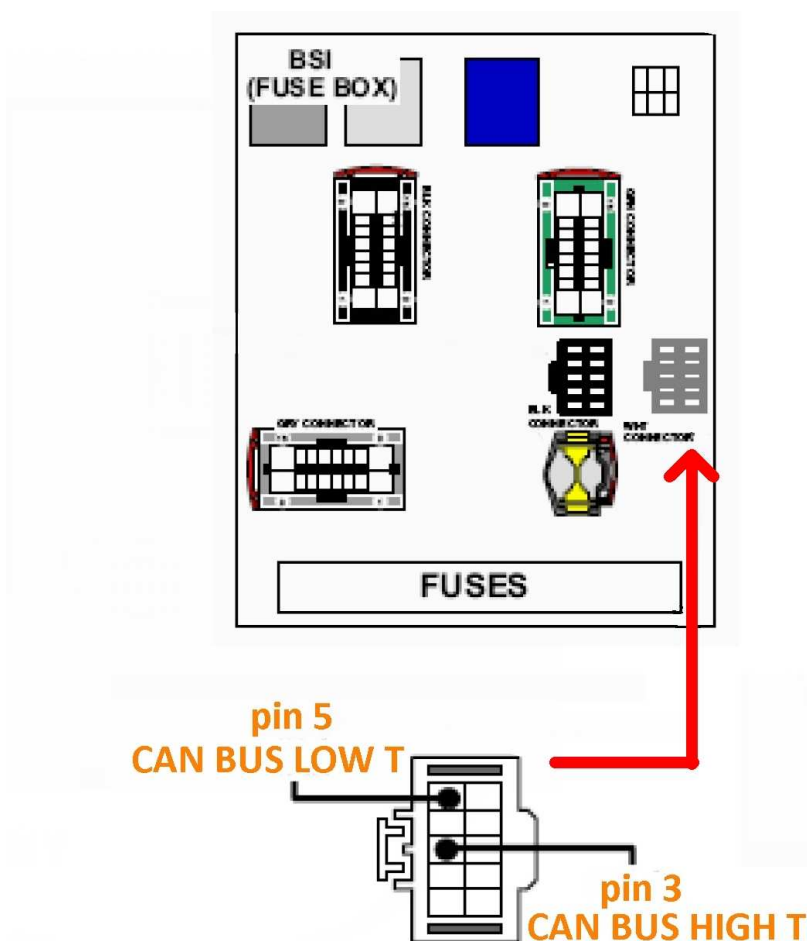 BSI
(FUSE BOX)
BLK CONNECTOR
GRN CONNECTOR
BLK
CONNECTOR
WHT
CONNECTOR
GRY CONNECTOR
FUSES
pin 5
CAN BUS LOW T
pin 3
CAN BUS HIGH T